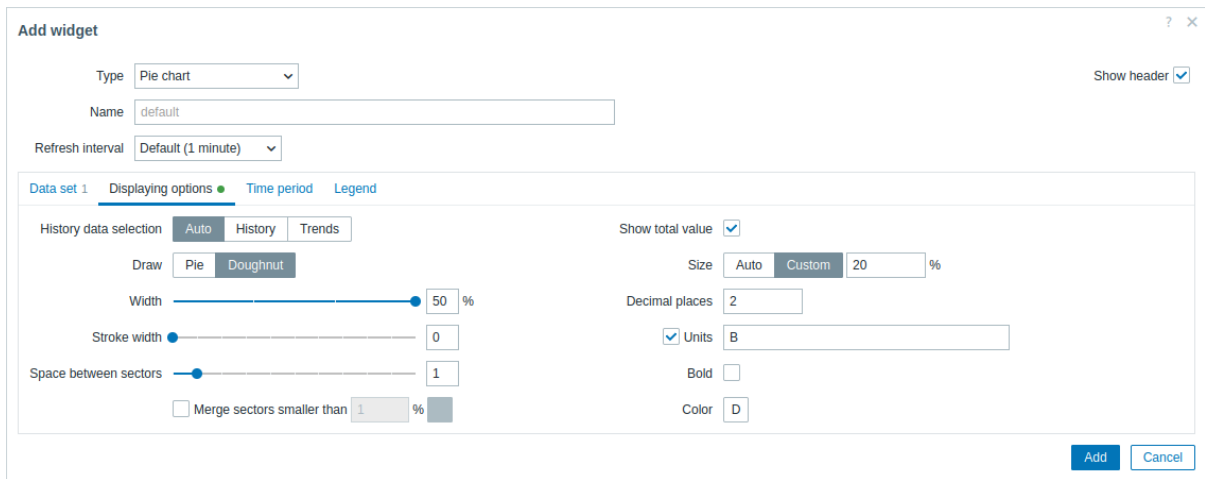 Add widget
?
Type Pie chart Show header
Name default
Refresh interval Default (1 minute)
Data set 1 Displaying options Time period Legend
History data selection Auto History Trends Show total value
Draw Pie Doughnut Size Auto Custom 20 %
Width 50 % Decimal places 2
Stroke width 0 Units B
Space between sectors 1 Bold
Merge sectors smaller than 1 % Color D
Add Cancel